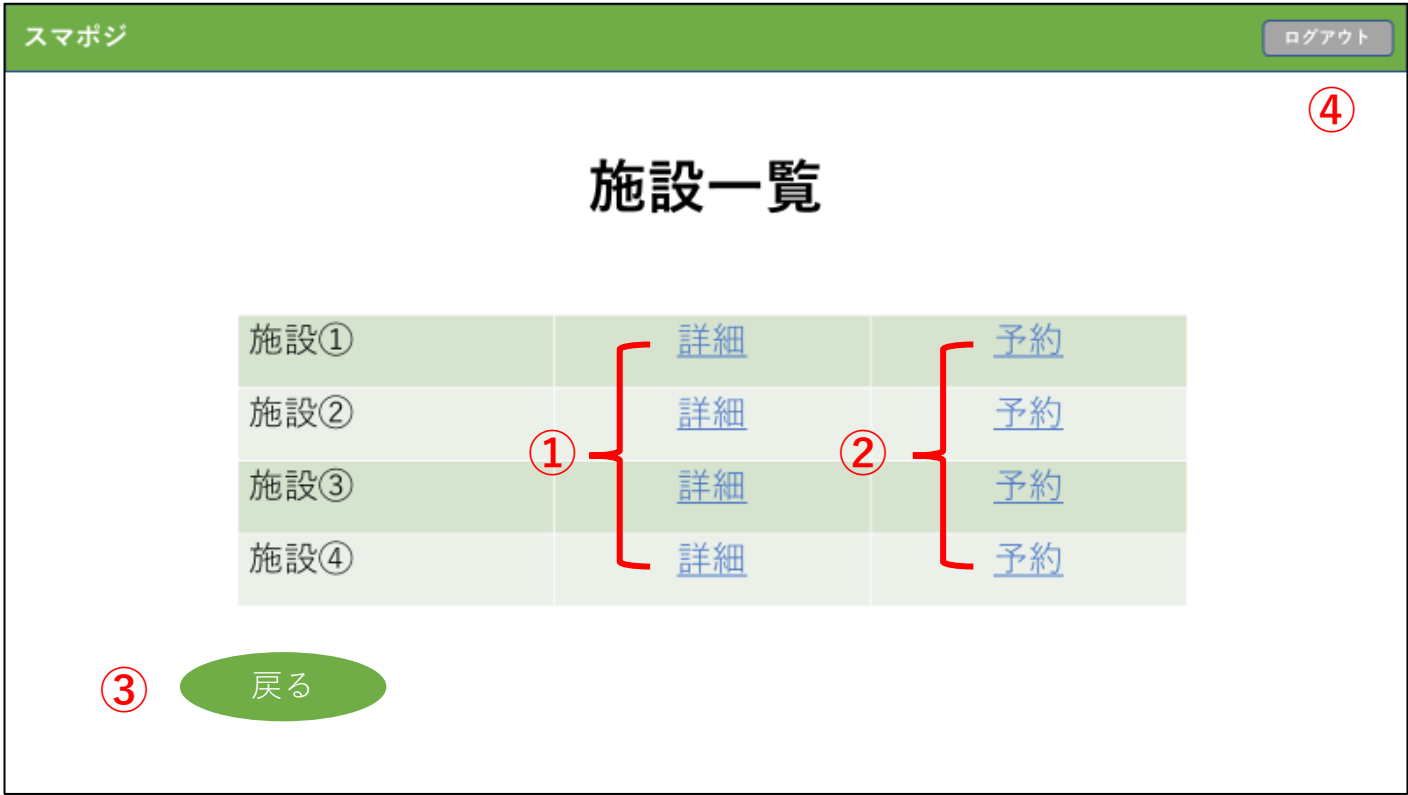 スマポジ ログアウト
④
施設一覧
施設① 詳細 予約
施設② 詳細 予約
① ②
施設③ 詳細 予約
施設④ 詳細 予約
③ 戻る